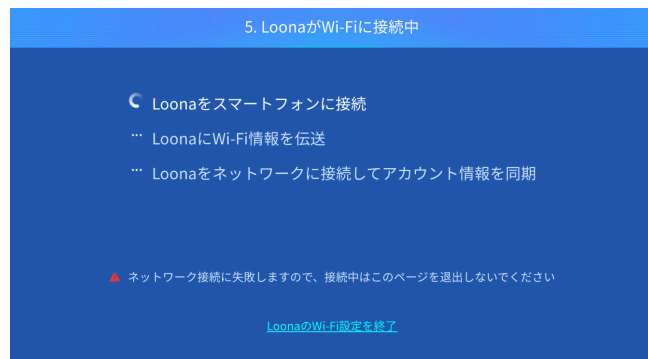 5. LoonaがWi-Fiに接続中
Loonaをスマートフォンに接続
LoonaにWi-Fi情報を伝送
Loonaをネットワークに接続してアカウント情報を同期
ネットワーク接続に失敗しますので、接続中はこのページを退出しないでください
LoonaのWi-Fi設定を終了